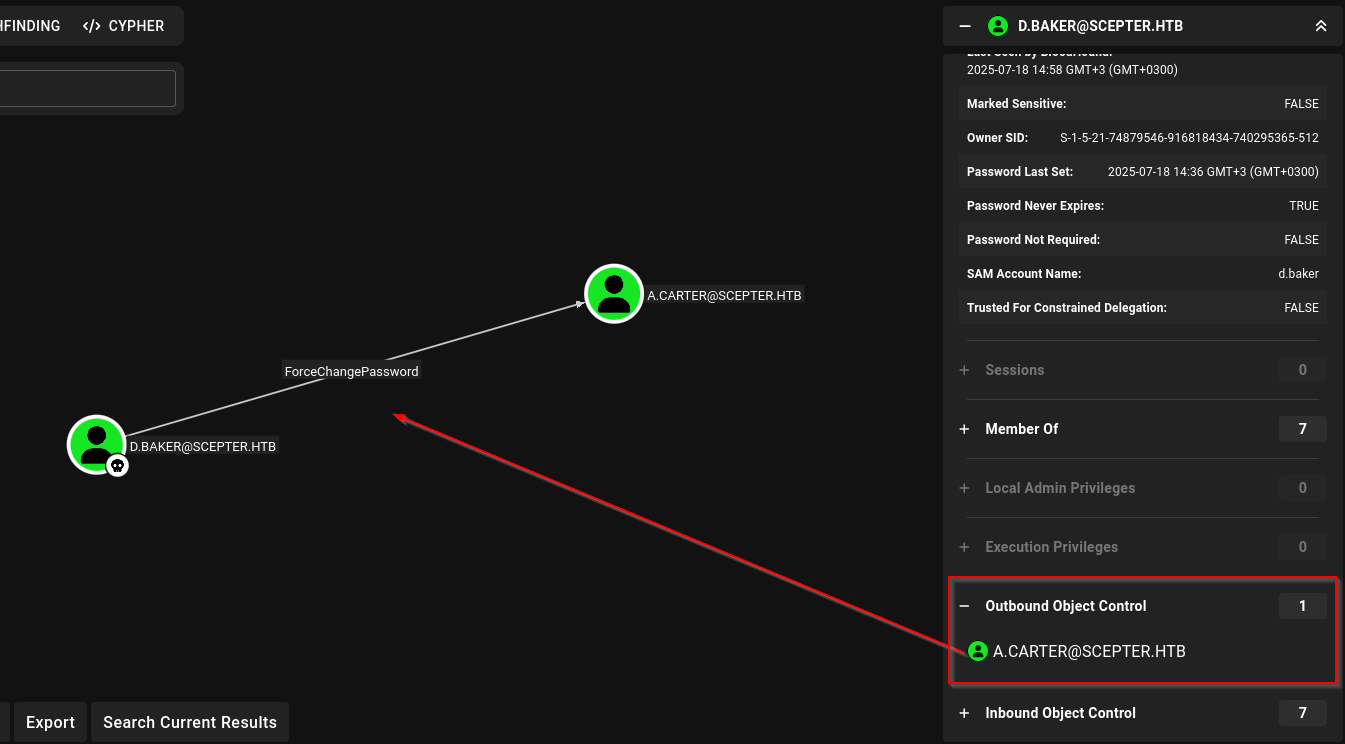 HFINDING
</> CYPHER
D.BAKER@SCEPTER.HTB
Last Seen by BloodHound:
2025-07-18 14:58 GMT+3 (GMT+0300)
Marked Sensitive: FALSE
Owner SID: S-1-5-21-74879546-916818434-740295365-512
Password Last Set: 2025-07-18 14:36 GMT+3 (GMT+0300)
Password Never Expires: TRUE
Password Not Required: FALSE
SAM Account Name: d.baker
Trusted For Constrained Delegation: FALSE
+ Sessions 0
+ Member Of 7
+ Local Admin Privileges 0
+ Execution Privileges 0
− Outbound Object Control 1
A.CARTER@SCEPTER.HTB
+ Inbound Object Control 7
A.CARTER@SCEPTER.HTB
ForceChangePassword
D.BAKER@SCEPTER.HTB
Export
Search Current Results